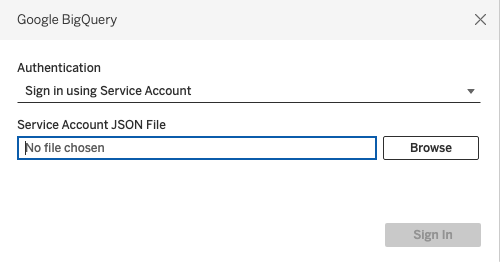 Google BigQuery
Authentication
Sign in using Service Account
Service Account JSON File
No file chosen
Browse
Sign In